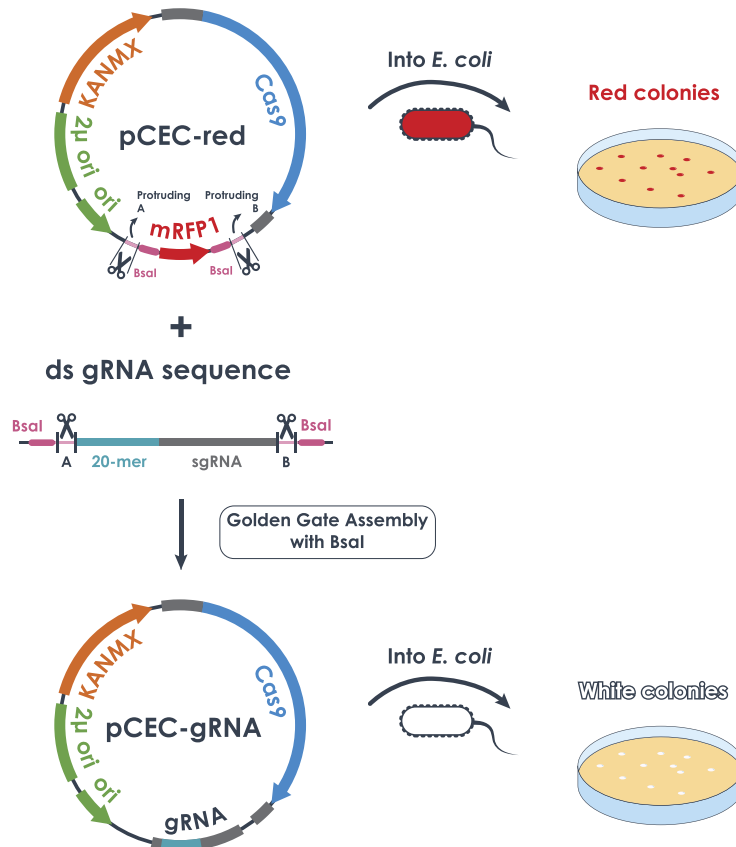 Into E. coli
Red colonies
KANMX
Cas9
pCEC-red
2µ ori
ori
Protruding
A
Protruding
B
mRFP1
BsaI
BsaI
+
ds gRNA sequence
BsaI
BsaI
A
20-mer
sgRNA
B
Golden Gate Assembly
with BsaI
Into E. coli
White colonies
KANMX
Cas9
pCEC-gRNA
2µ ori
ori
gRNA